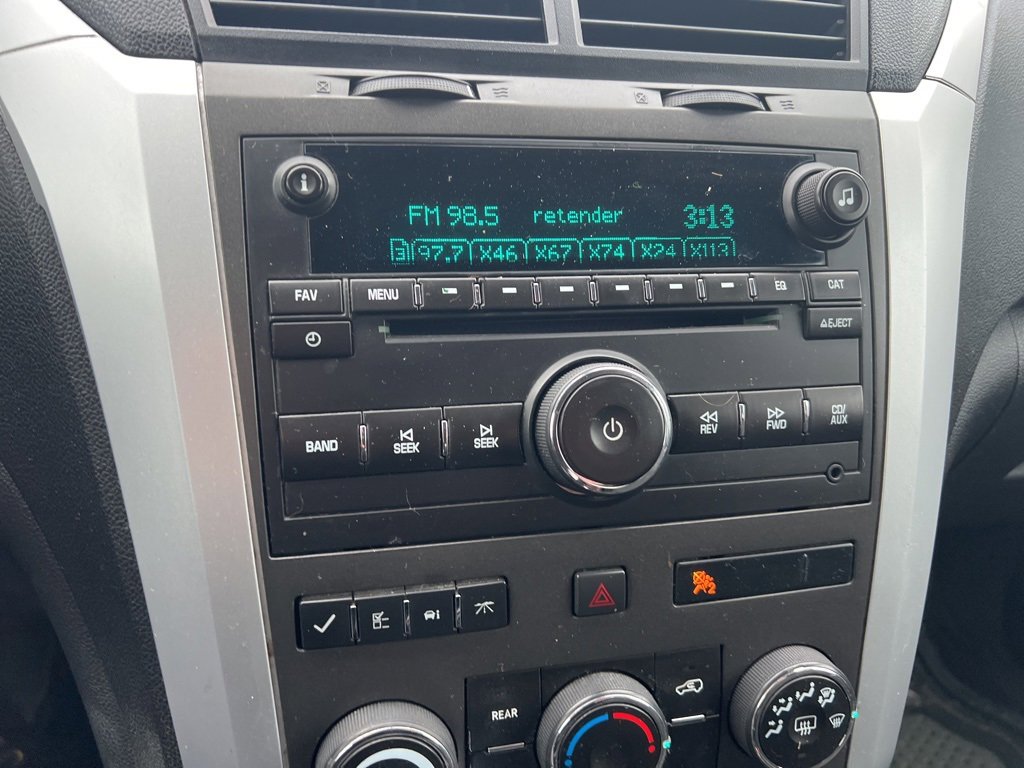 i
FM 98.5 retender 3:13
3 97.7 X46 X67 X74 X24 X113
FAV MENU EQ CAT
EJECT
BAND SEEK SEEK REV FWD CD/
AUX
REAR